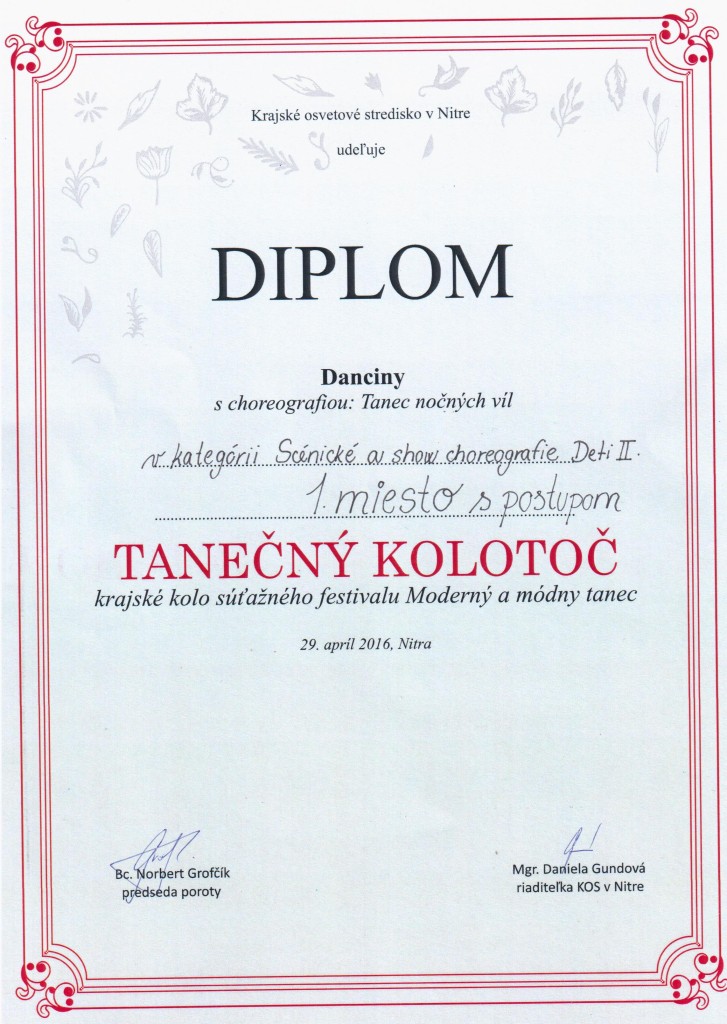 Krajské osvetové stredisko v Nitre
udeľuje
DIPLOM
Danciny
s choreografiou: Tanec nočných víl
v kategórii Scénické a show choreografie Deti II.
1. miesto s postupom
TANEČNÝ KOLOTOČ
krajské kolo súťažného festivalu Moderný a módny tanec
29. apríl 2016, Nitra
Bc. Norbert Grofčík
predseda poroty
Mgr. Daniela Gundová
riaditeľka KOS v Nitre